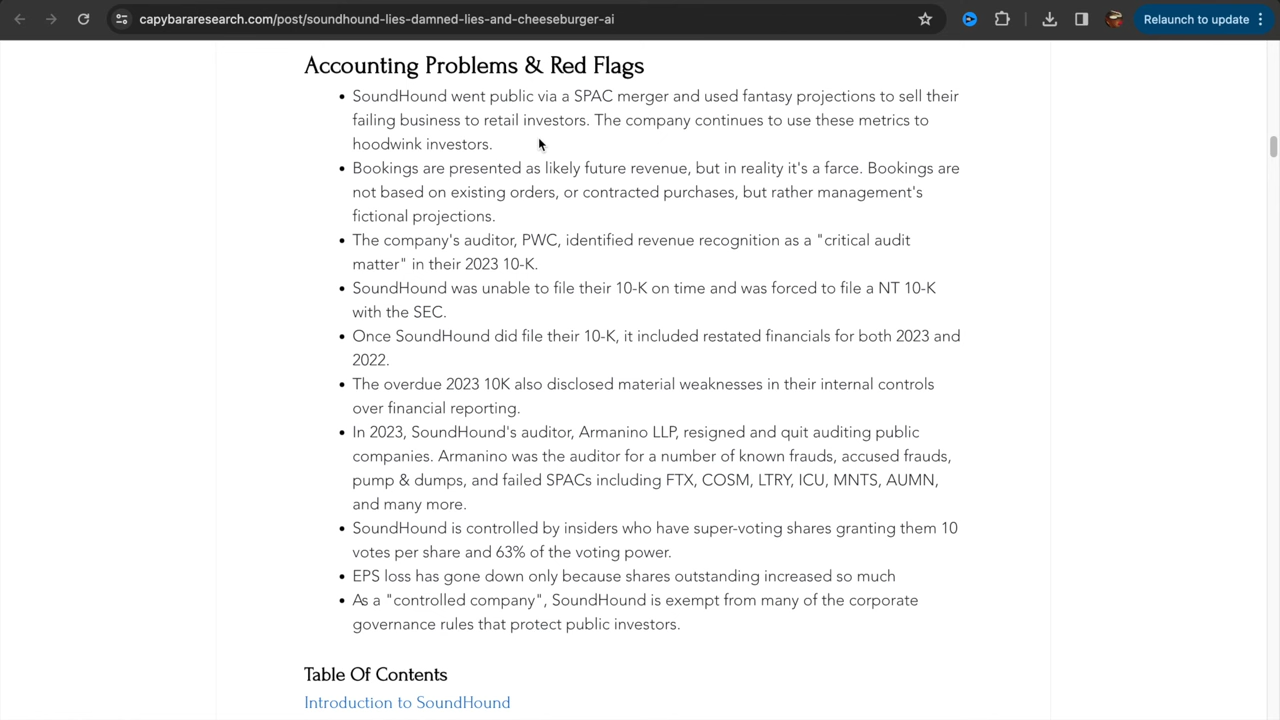 capybararesearch.com/post/soundhound-lies-damned-lies-and-cheeseburger-ai
Relaunch to update
Accounting Problems & Red Flags
• SoundHound went public via a SPAC merger and used fantasy projections to sell their
failing business to retail investors. The company continues to use these metrics to
hoodwink investors.
• Bookings are presented as likely future revenue, but in reality it's a farce. Bookings are
not based on existing orders, or contracted purchases, but rather management's
fictional projections.
• The company's auditor, PWC, identified revenue recognition as a "critical audit
matter" in their 2023 10-K.
• SoundHound was unable to file their 10-K on time and was forced to file a NT 10-K
with the SEC.
• Once SoundHound did file their 10-K, it included restated financials for both 2023 and
2022.
• The overdue 2023 10K also disclosed material weaknesses in their internal controls
over financial reporting.
• In 2023, SoundHound's auditor, Armanino LLP, resigned and quit auditing public
companies. Armanino was the auditor for a number of known frauds, accused frauds,
pump & dumps, and failed SPACs including FTX, COSM, LTRY, ICU, MNTS, AUMN,
and many more.
• SoundHound is controlled by insiders who have super-voting shares granting them 10
votes per share and 63% of the voting power.
• EPS loss has gone down only because shares outstanding increased so much
• As a "controlled company", SoundHound is exempt from many of the corporate
governance rules that protect public investors.
Table Of Contents
Introduction to SoundHound